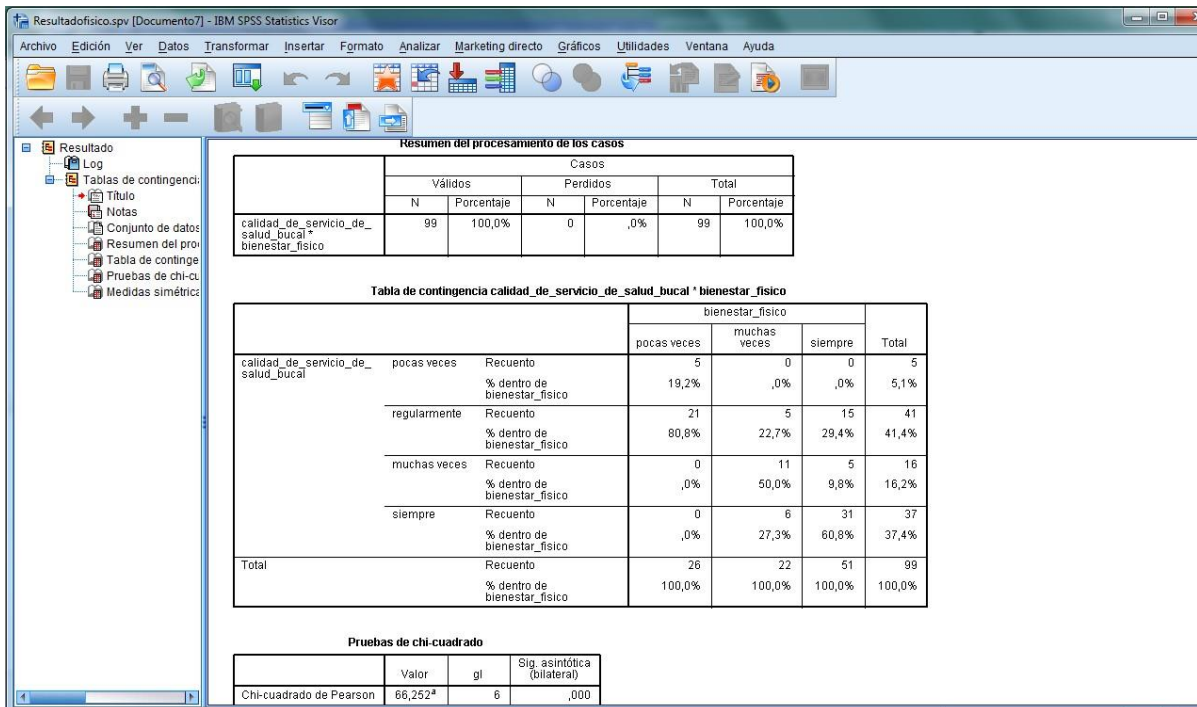 Resultadofisico.spv [Documento7] - IBM SPSS Statistics Visor
Archivo Edición Ver Datos Transformar Insertar Formato Analizar Marketing directo Gráficos Utilidades Ventana Ayuda
Resultado
Log
Tablas de contingenci
Título
Notas
Conjunto de datos
Resumen del pro
Tabla de continge
Pruebas de chi-cu
Medidas simétrica
Resumen del procesamiento de los casos
Casos
Válidos Perdidos Total
N Porcentaje N Porcentaje N Porcentaje
calidad_de_servicio_de_ 99 100,0% 0 ,0% 99 100,0%
salud_bucal *
bienestar_fisico
Tabla de contingencia calidad_de_servicio_de_salud_bucal * bienestar_fisico
bienestar_fisico
pocas veces muchas veces siempre Total
calidad_de_servicio_de_ pocas veces Recuento 5 0 0 5
salud_bucal
% dentro de 19,2% ,0% ,0% 5,1%
bienestar_fisico
regularmente Recuento 21 5 15 41
% dentro de 80,8% 22,7% 29,4% 41,4%
bienestar_fisico
muchas veces Recuento 0 11 5 16
% dentro de ,0% 50,0% 9,8% 16,2%
bienestar_fisico
siempre Recuento 0 6 31 37
% dentro de ,0% 27,3% 60,8% 37,4%
bienestar_fisico
Total Recuento 26 22 51 99
% dentro de 100,0% 100,0% 100,0% 100,0%
bienestar_fisico
Pruebas de chi-cuadrado
Valor gl Sig. asintótica
(bilateral)
Chi-cuadrado de Pearson 66,252ª 6 ,000